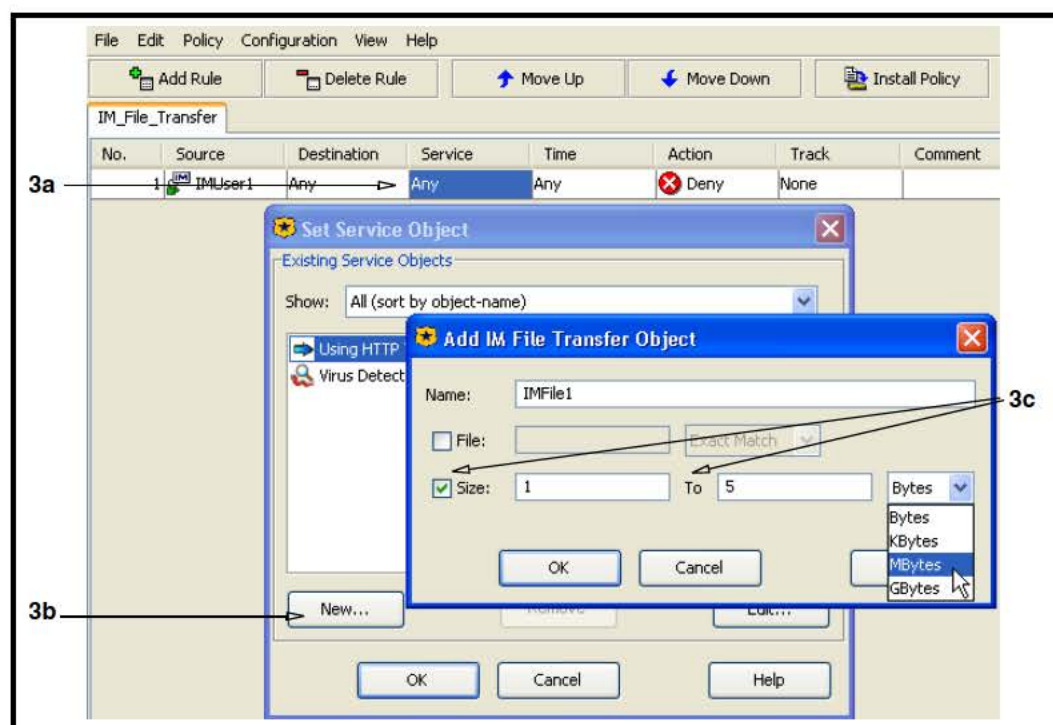 File Edit Policy Configuration View Help
Add Rule Delete Rule Move Up Move Down Install Policy
IM_File_Transfer
No. Source Destination Service Time Action Track Comment
3a
1 IMUser1 Any Any Any Deny None
Set Service Object
Existing Service Objects
Show: All (sort by object-name)
Using HTTP
Virus Detect
Add IM File Transfer Object
Name: IMFile1
3c
File: Exact Match
Size: 1 To 5 Bytes
Bytes
KBytes
MBytes
GBytes
OK Cancel
3b
New... Remove Edit...
OK Cancel Help